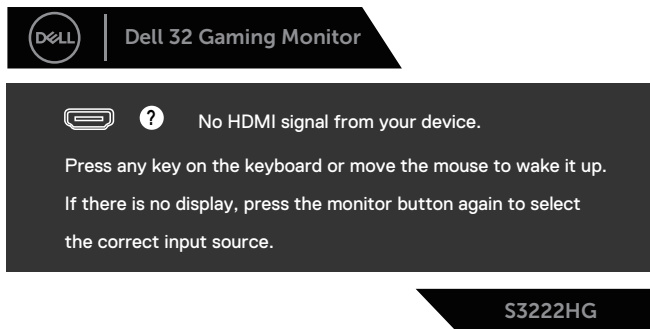 DELL
Dell 32 Gaming Monitor
? No HDMI signal from your device.
Press any key on the keyboard or move the mouse to wake it up.
If there is no display, press the monitor button again to select
the correct input source.
S3222HG